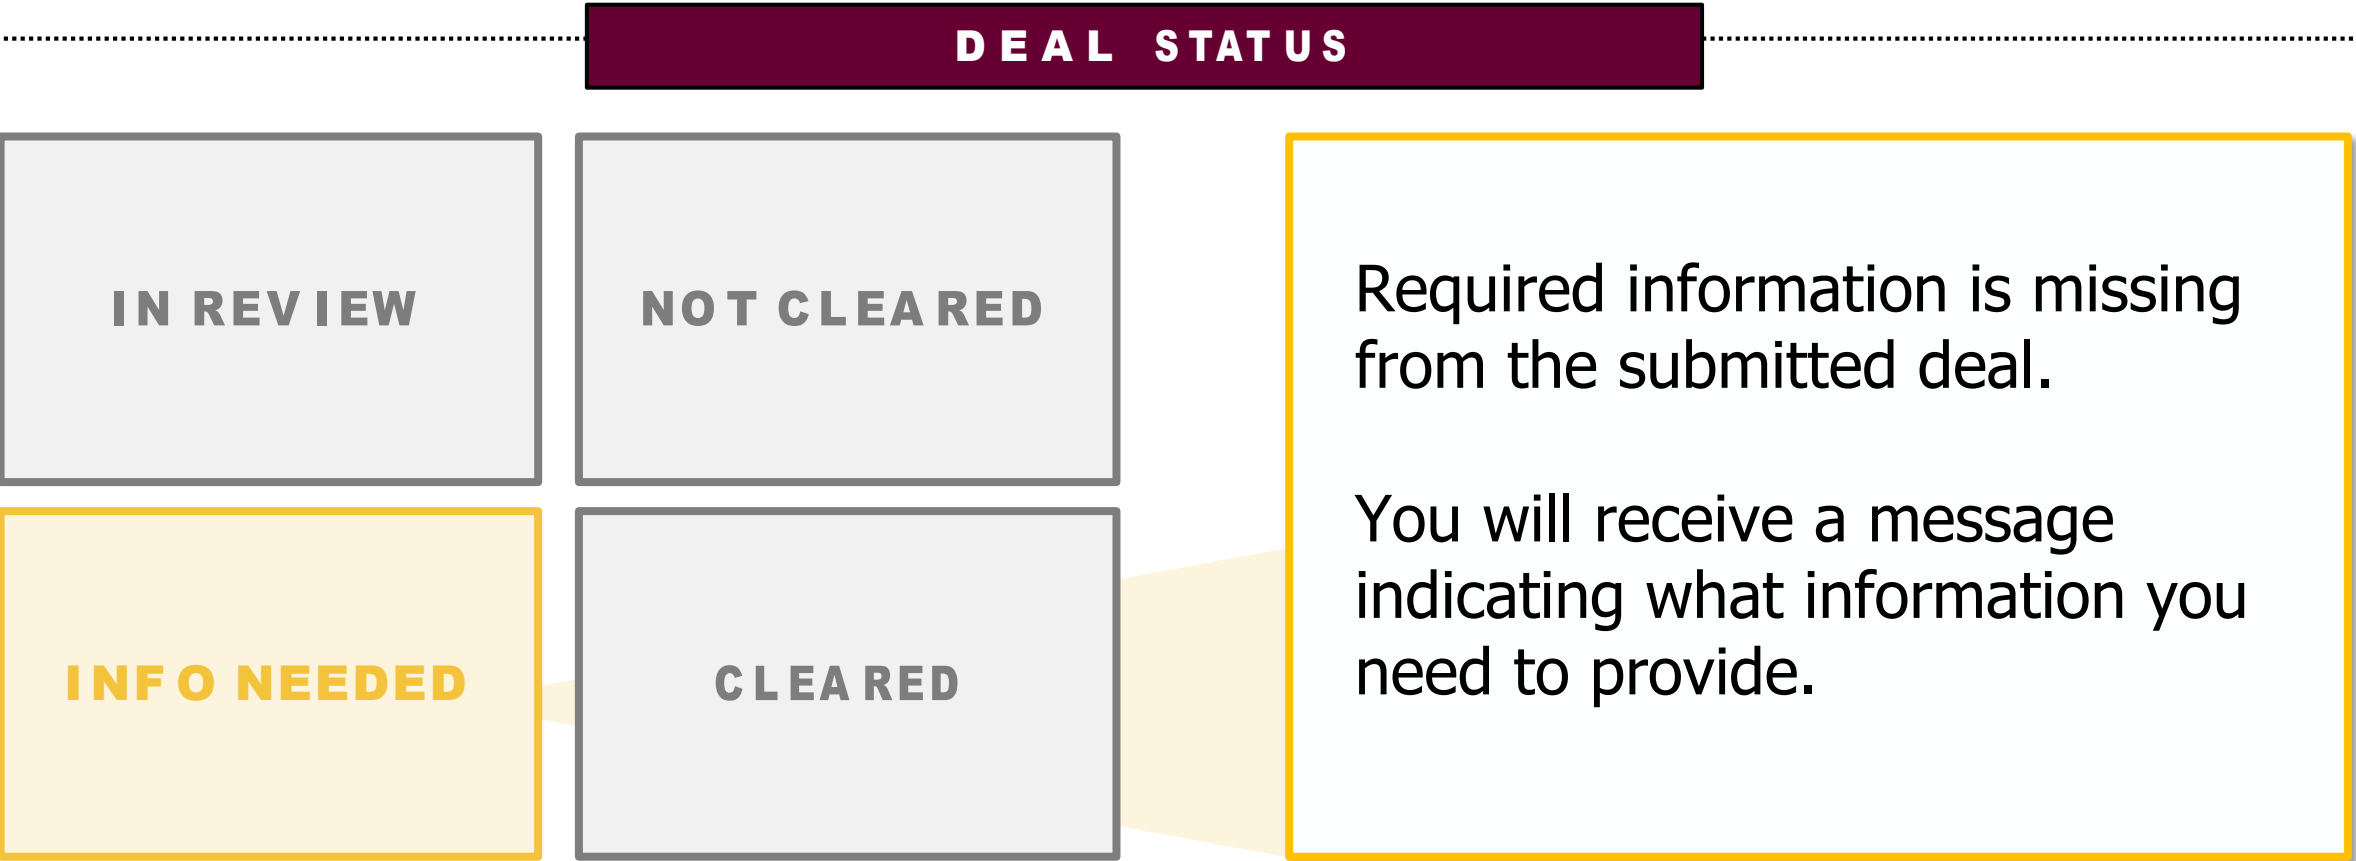 DEAL STATUS
IN REVIEW
NOT CLEARED
INFO NEEDED
CLEARED
Required information is missing
from the submitted deal.
You will receive a message
indicating what information you
need to provide.